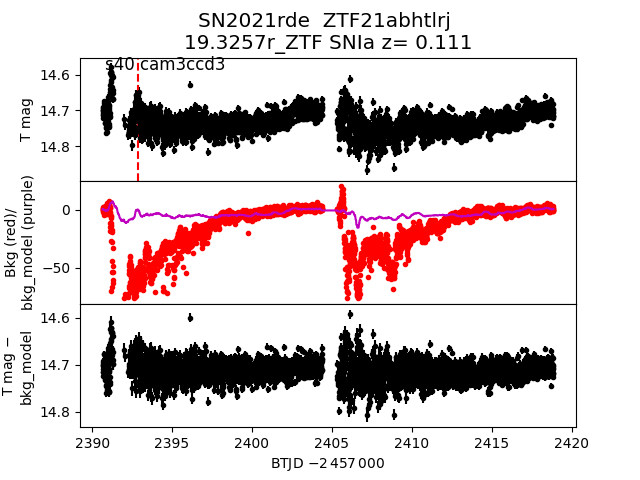 SN2021rde  ZTF21abhtlrj
19.3257r_ZTF SNIa z= 0.111
s40 cam3ccd3
14.6
14.7
14.8
T mag
0
−50
Bkg (red)/
bkg_model (purple)
14.6
14.7
14.8
T mag −
bkg_model
2390 2395 2400 2405 2410 2415 2420
BTJD −2 457 000